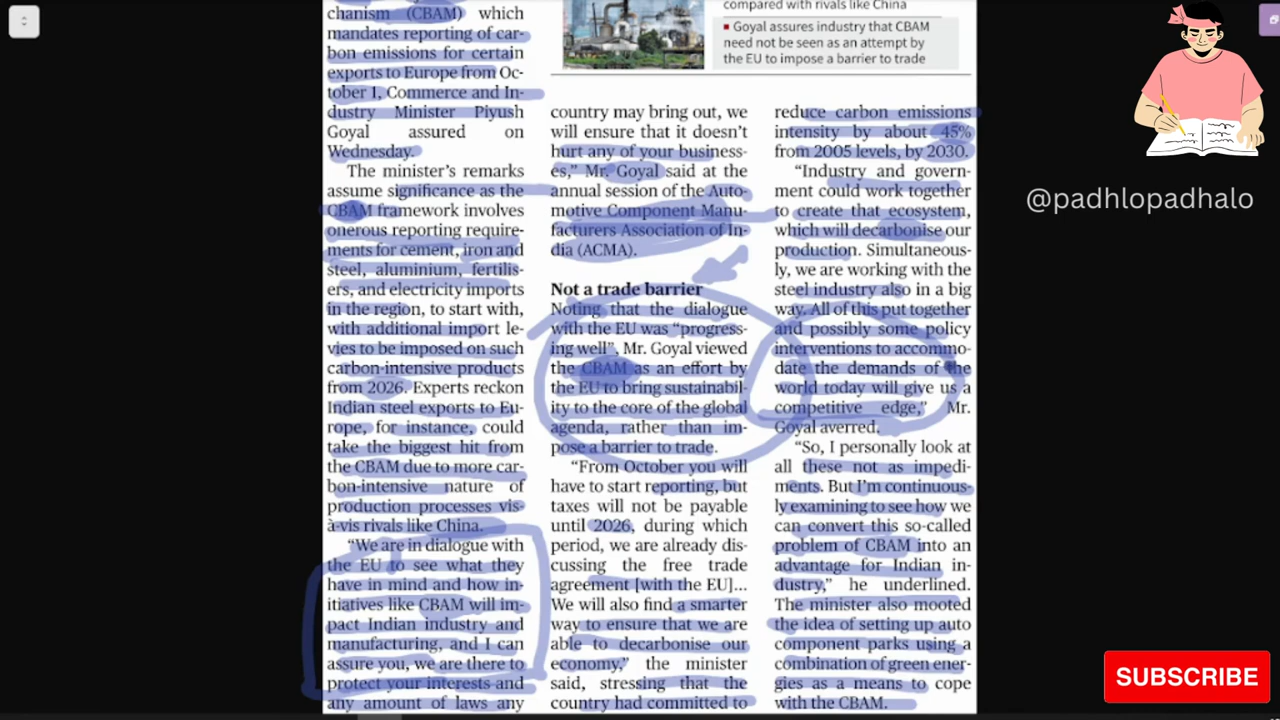 chanism (CBAM) which
mandates reporting of car-
bon emissions for certain
exports to Europe from Oc-
tober 1, Commerce and In-
dustry Minister Piyush
Goyal assured on
Wednesday.
The minister's remarks
assume significance as the
CBAM framework involves
onerous reporting require-
ments for cement, iron and
steel, aluminium, fertilis-
ers, and electricity imports
in the region, to start with,
with additional import le-
vies to be imposed on such
carbon-intensive products
from 2026. Experts reckon
Indian steel exports to Eu-
rope, for instance, could
take the biggest hit from
the CBAM due to more car-
bon-intensive nature of
production processes vis-
à-vis rivals like China.
"We are in dialogue with
the EU to see what they
have in mind and how in-
itiatives like CBAM will im-
pact Indian industry and
manufacturing, and I can
assure you, we are there to
protect your interests and
any amount of laws any
compared with rivals like China
▪ Goyal assures industry that CBAM
need not be seen as an attempt by
the EU to impose a barrier to trade
country may bring out, we
will ensure that it doesn't
hurt any of your business-
es," Mr. Goyal said at the
annual session of the Auto-
motive Component Manu-
facturers Association of In-
dia (ACMA).
Not a trade barrier
Noting that the dialogue
with the EU was "progress-
ing well", Mr. Goyal viewed
the CBAM as an effort by
the EU to bring sustainabil-
ity to the core of the global
agenda, rather than im-
pose a barrier to trade.
"From October you will
have to start reporting, but
taxes will not be payable
until 2026, during which
period, we are already dis-
cussing the free trade
agreement [with the EU]...
We will also find a smarter
way to ensure that we are
able to decarbonise our
economy," the minister
said, stressing that the
country had committed to
reduce carbon emissions
intensity by about 45%
from 2005 levels, by 2030.
"Industry and govern-
ment could work together
to create that ecosystem,
which will decarbonise our
production. Simultaneous-
ly, we are working with the
steel industry also in a big
way. All of this put together
and possibly some policy
interventions to accommo-
date the demands of the
world today will give us a
competitive edge," Mr.
Goyal averred.
"So, I personally look at
all these not as impedi-
ments. But I'm continuous-
ly examining to see how we
can convert this so-called
problem of CBAM into an
advantage for Indian in-
dustry," he underlined.
The minister also mooted
the idea of setting up auto
component parks using a
combination of green ener-
gies as a means to cope
with the CBAM.
@padhlopadhalo
SUBSCRIBE